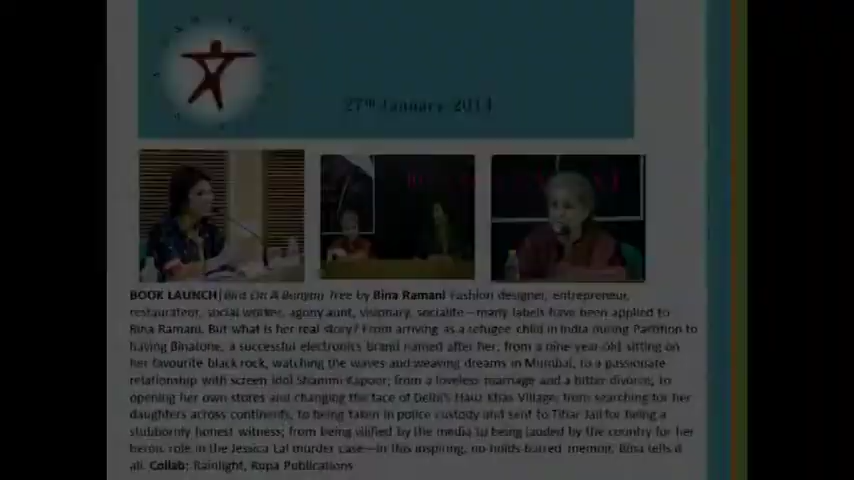 27th January 2014
BOOK LAUNCH|Bird On A Banyan Tree by Bina Ramani Fashion designer, entrepreneur,
restaurateur, social worker, agony aunt, visionary, socialite—many labels have been applied to
Bina Ramani. But what is her real story? From arriving as a refugee child in India during Partition to
having Binatone, a successful electronics brand named after her; from a nine-year-old sitting on
her favourite black rock, watching the waves and weaving dreams in Mumbai, to a passionate
relationship with screen idol Shammi Kapoor; from a loveless marriage and a bitter divorce, to
opening her own stores and changing the face of Delhi's Hauz Khas Village; from searching for her
daughters across continents, to being taken in police custody and sent to Tihar Jail for being a
stubbornly honest witness; from being vilified by the media to being lauded by the country for her
heroic role in the Jessica Lal murder case—in this inspiring, no-holds-barred memoir, Bina tells it
all. Collab: Rainlight, Rupa Publications